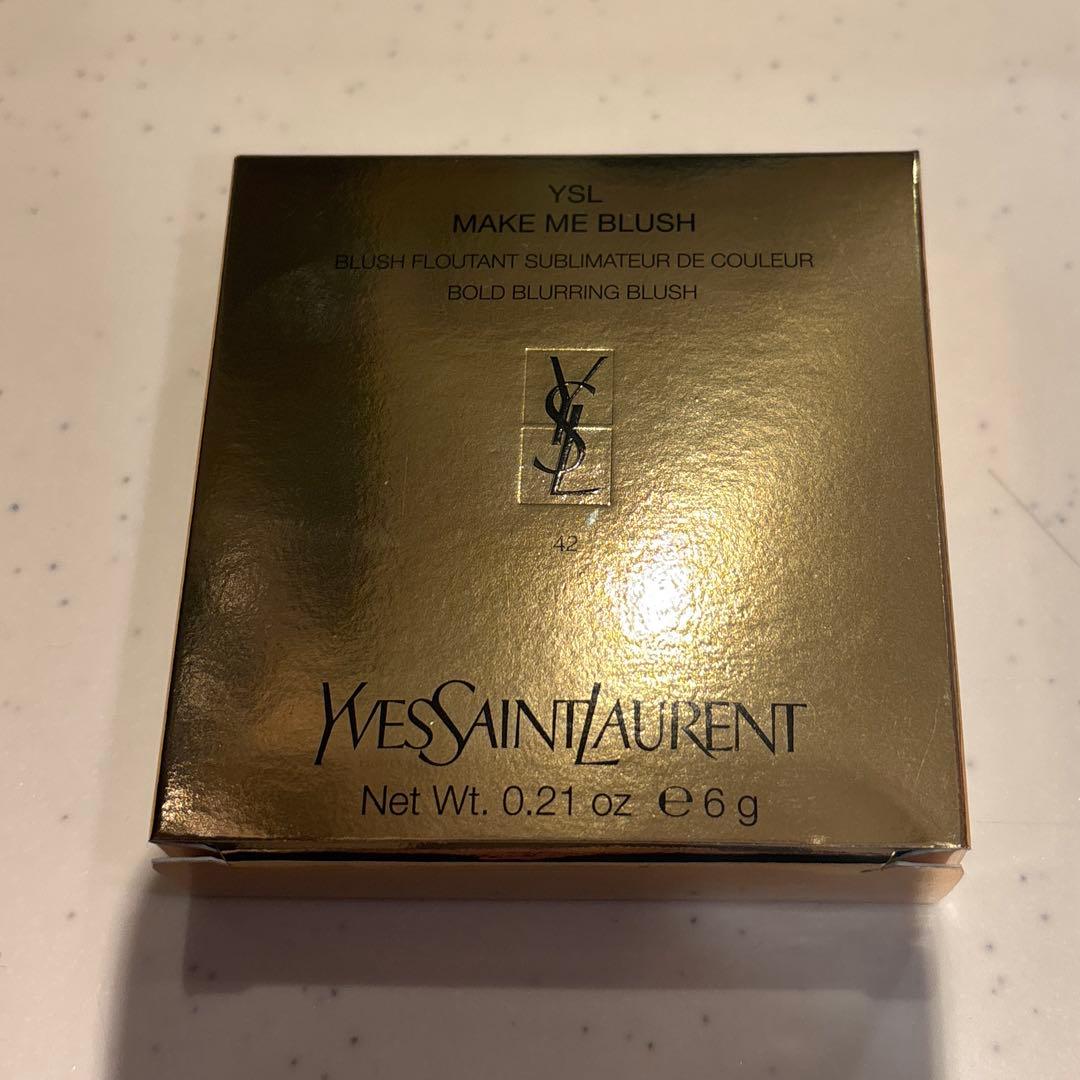 YSL
MAKE ME BLUSH
BLUSH FLOUTANT SUBLIMATEUR DE COULEUR
BOLD BLURRING BLUSH
YSL
42
YVESSAINTLAURENT
Net Wt. 0.21 oz ℮ 6 g